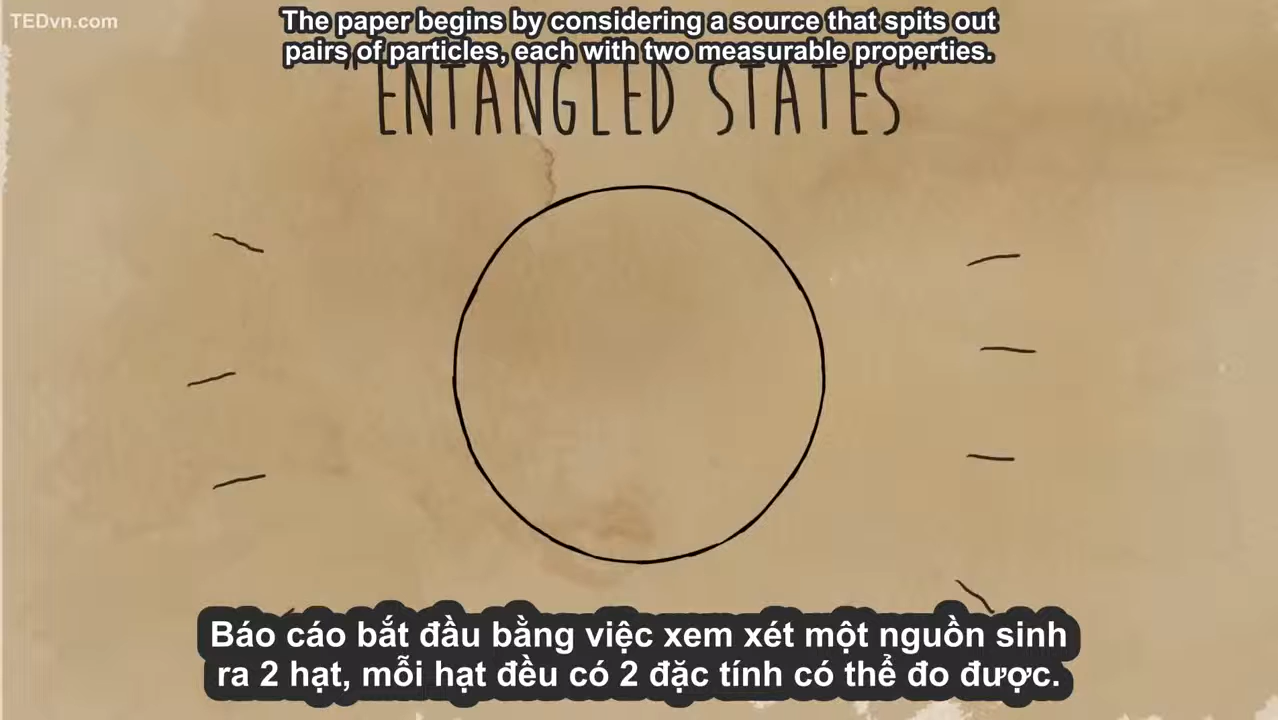 TEDvn.com
The paper begins by considering a source that spits out
pairs of particles, each with two measurable properties.
"ENTANGLED STATES"
Báo cáo bắt đầu bằng việc xem xét một nguồn sinh
ra 2 hạt, mỗi hạt đều có 2 đặc tính có thể đo được.